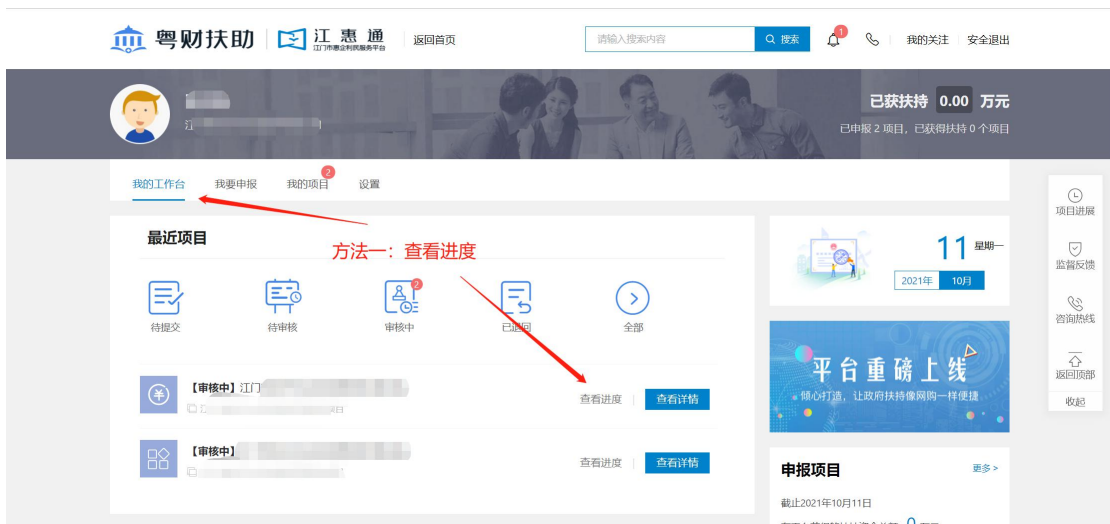 粤财扶助
江惠通
江门市惠企利民服务平台
返回首页
请输入搜索内容
搜索
1
我的关注
安全退出
已获扶持 0.00 万元
已申报 2 项目，已获得扶持 0 个项目
我的工作台
我要申报
我的项目
2
设置
最近项目
方法一：查看进度
待提交
待审核
2
审核中
已退回
全部
【审核中】江门
查看进度
查看详情
【审核中】
查看进度
查看详情
11 星期一
2021年 10月
平台重磅上线
倾心打造，让政府扶持像网购一样便捷
申报项目
更多 >
截止2021年10月11日
项目进展
监督反馈
咨询热线
返回顶部
收起